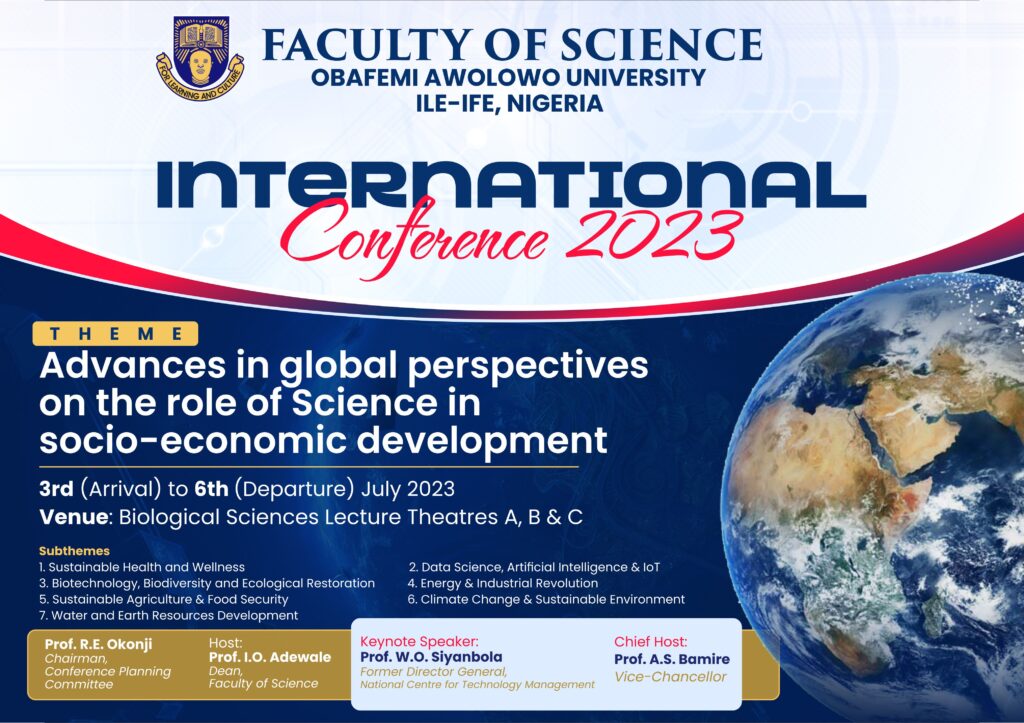 FOR LEARNING AND CULTURE
FACULTY OF SCIENCE
OBAFEMI AWOLOWO UNIVERSITY
ILE-IFE, NIGERIA
INTERNATIONAL
Conference 2023
THEME
Advances in global perspectives
on the role of Science in
socio-economic development
3rd (Arrival) to 6th (Departure) July 2023
Venue: Biological Sciences Lecture Theatres A, B & C
Subthemes
1. Sustainable Health and Wellness
2. Data Science, Artificial Intelligence & IoT
3. Biotechnology, Biodiversity and Ecological Restoration
4. Energy & Industrial Revolution
5. Sustainable Agriculture & Food Security
6. Climate Change & Sustainable Environment
7. Water and Earth Resources Development
Prof. R.E. Okonji
Chairman,
Conference Planning
Committee
Host:
Prof. I.O. Adewale
Dean,
Faculty of Science
Keynote Speaker:
Prof. W.O. Siyanbola
Former Director General,
National Centre for Technology Management
Chief Host:
Prof. A.S. Bamire
Vice-Chancellor